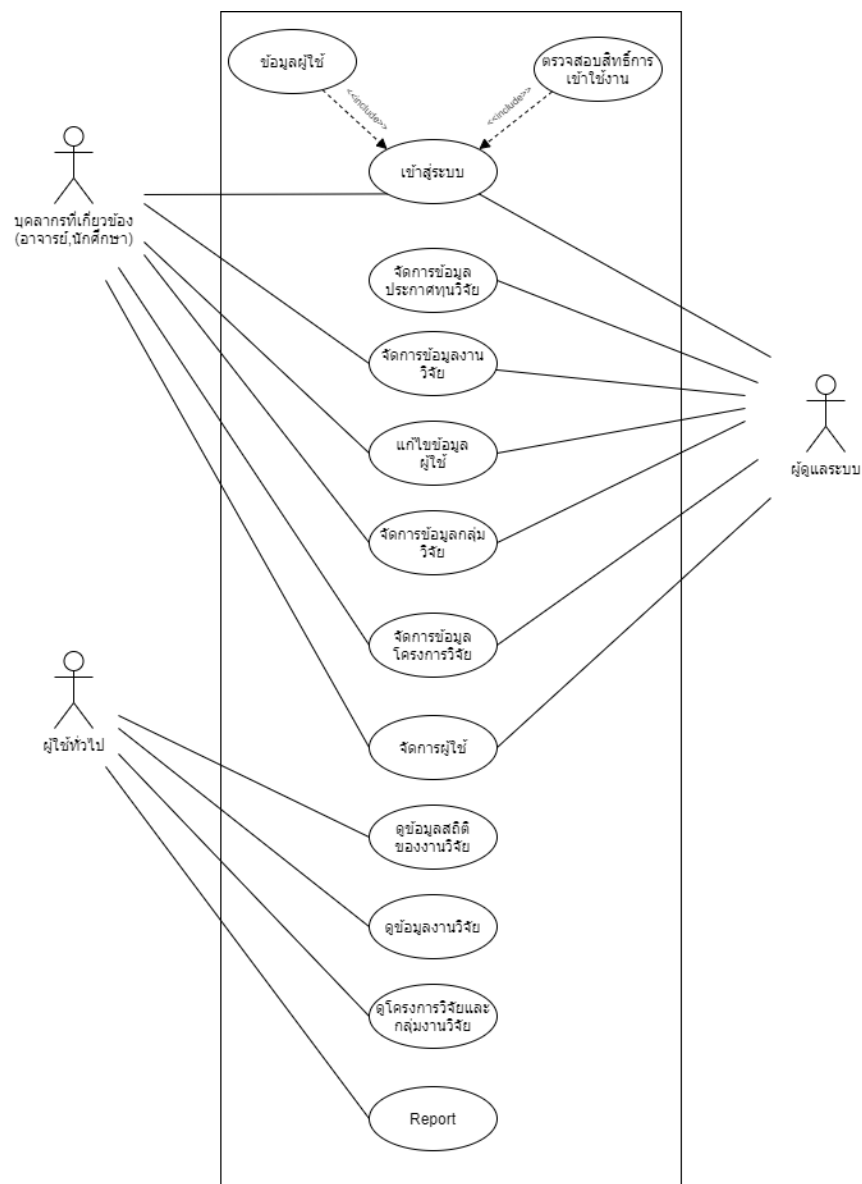 ข้อมูลผู้ใช้
ตรวจสอบสิทธิ์การ
เข้าใช้งาน
<<include>>
<<include>>
เข้าสู่ระบบ
บุคลากรที่เกี่ยวข้อง
(อาจารย์,นักศึกษา)
จัดการข้อมูล
ประกาศทุนวิจัย
จัดการข้อมูลงาน
วิจัย
แก้ไขข้อมูล
ผู้ใช้
ผู้ดูแลระบบ
จัดการข้อมูลกลุ่ม
วิจัย
จัดการข้อมูล
โครงการวิจัย
จัดการผู้ใช้
ผู้ใช้ทั่วไป
ดูข้อมูลสถิติ
ของงานวิจัย
ดูข้อมูลงานวิจัย
ดูโครงการวิจัยและ
กลุ่มงานวิจัย
Report